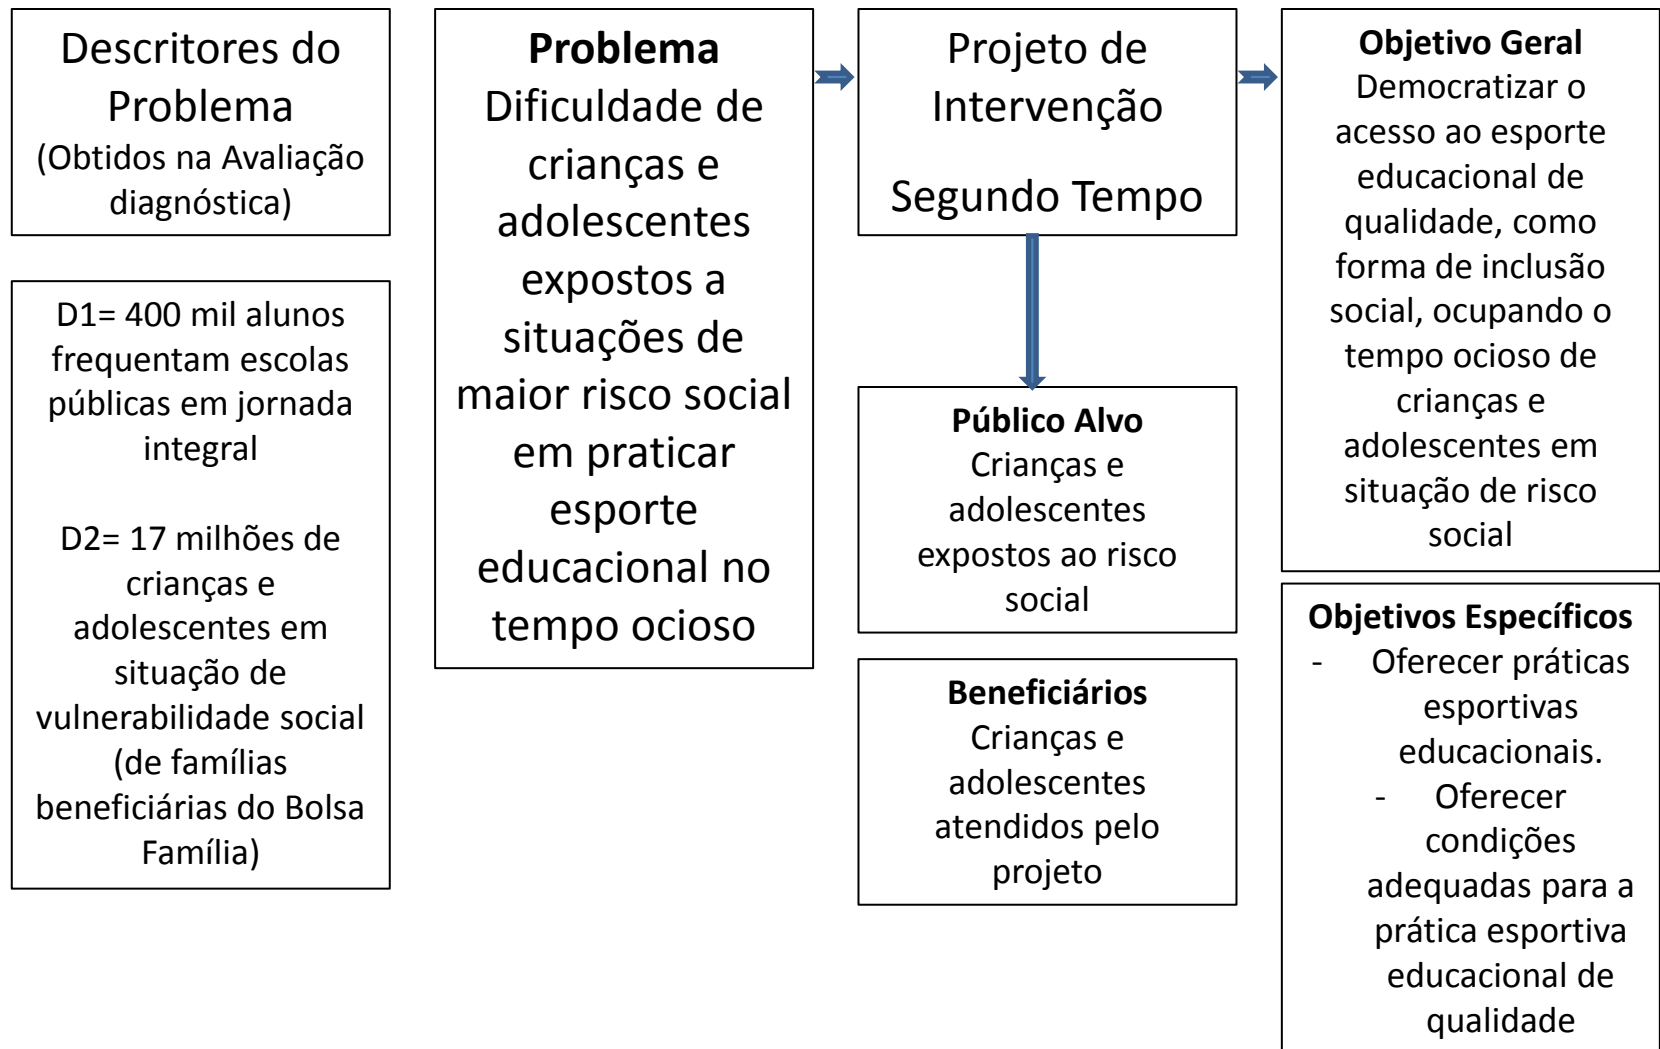 Descritores do
Problema
(Obtidos na Avaliação
diagnóstica)
D1= 400 mil alunos
frequentam escolas
públicas em jornada
integral
D2= 17 milhões de
crianças e
adolescentes em
situação de
vulnerabilidade social
(de famílias
beneficiárias do Bolsa
Família)
Problema
Dificuldade de
crianças e
adolescentes
expostos a
situações de
maior risco social
em praticar
esporte
educacional no
tempo ocioso
Projeto de
Intervenção
Segundo Tempo
Público Alvo
Crianças e
adolescentes
expostos ao risco
social
Beneficiários
Crianças e
adolescentes
atendidos pelo
projeto
Objetivo Geral
Democratizar o
acesso ao esporte
educacional de
qualidade, como
forma de inclusão
social, ocupando o
tempo ocioso de
crianças e
adolescentes em
situação de risco
social
Objetivos Específicos
- Oferecer práticas
esportivas
educacionais.
- Oferecer
condições
adequadas para a
prática esportiva
educacional de
qualidade